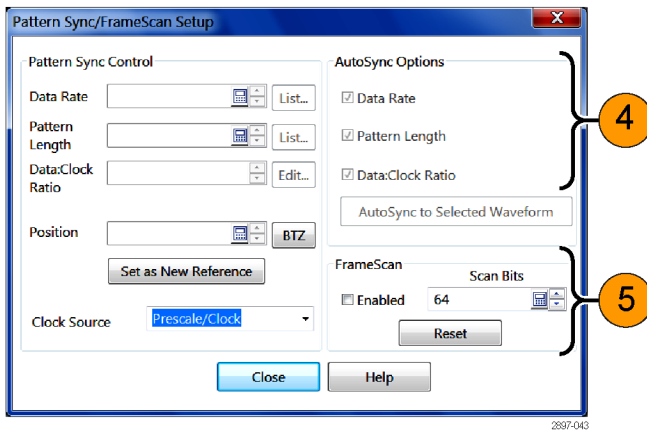 Pattern Sync/FrameScan Setup
X
Pattern Sync Control
Data Rate
List...
Pattern
Length
List...
Data:Clock
Ratio
Edit...
Position
BTZ
Set as New Reference
Clock Source
Prescale/Clock
AutoSync Options
Data Rate
Pattern Length
Data:Clock Ratio
AutoSync to Selected Waveform
4
FrameScan
Scan Bits
Enabled
64
Reset
5
Close
Help
2897-043